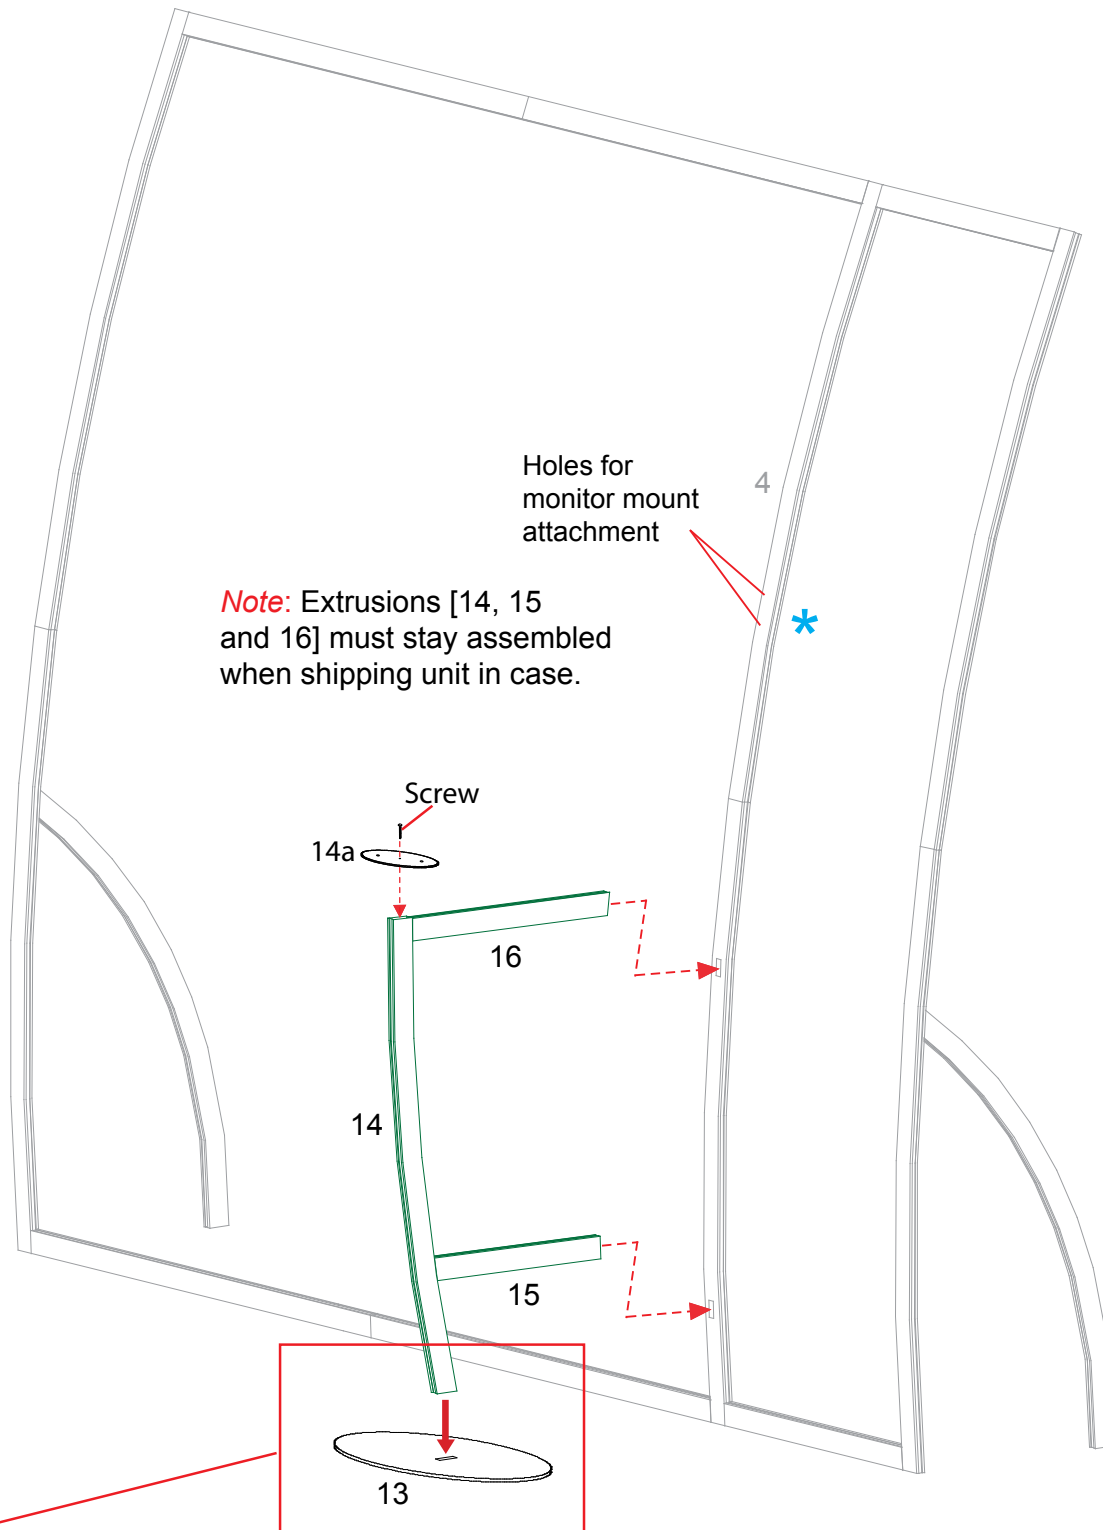 Holes for
monitor mount
attachment
4
*
Note: Extrusions [14, 15
and 16] must stay assembled
when shipping unit in case.
Screw
14a
16
14
15
13